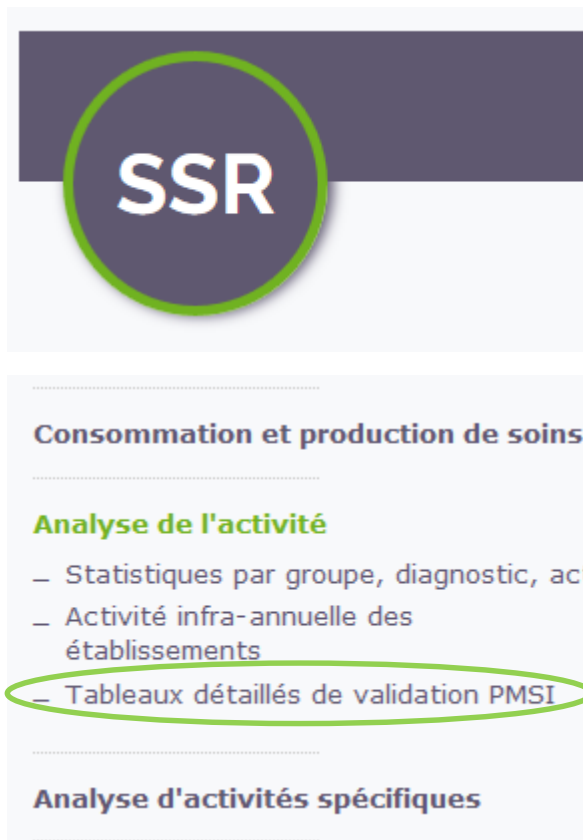 SSR
Consommation et production de soins
Analyse de l'activité
– Statistiques par groupe, diagnostic,
– Activité infra-annuelle des
établissements
– Tableaux détaillés de validation PMSI
Analyse d'activités spécifiques